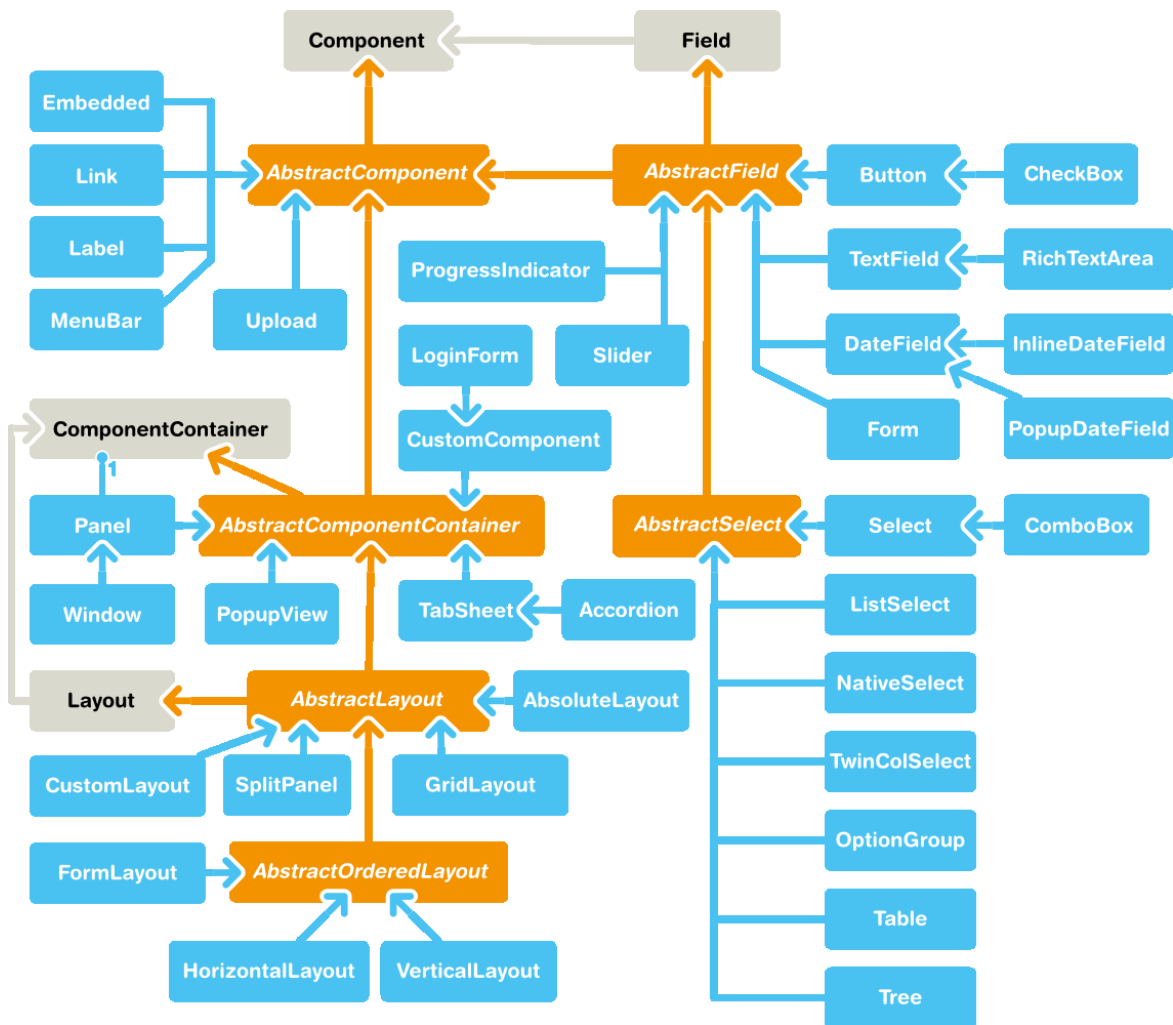 Component
Field
Embedded
AbstractComponent
AbstractField
Button
CheckBox
Link
Label
ProgressIndicator
TextField
RichTextArea
MenuBar
Upload
LoginForm
Slider
DateField
InlineDateField
ComponentContainer
CustomComponent
Form
PopupDateField
1
Panel
AbstractComponentContainer
AbstractSelect
Select
ComboBox
Window
PopupView
TabSheet
Accordion
ListSelect
Layout
AbstractLayout
AbsoluteLayout
NativeSelect
CustomLayout
SplitPanel
GridLayout
TwinColSelect
OptionGroup
FormLayout
AbstractOrderedLayout
Table
HorizontalLayout
VerticalLayout
Tree